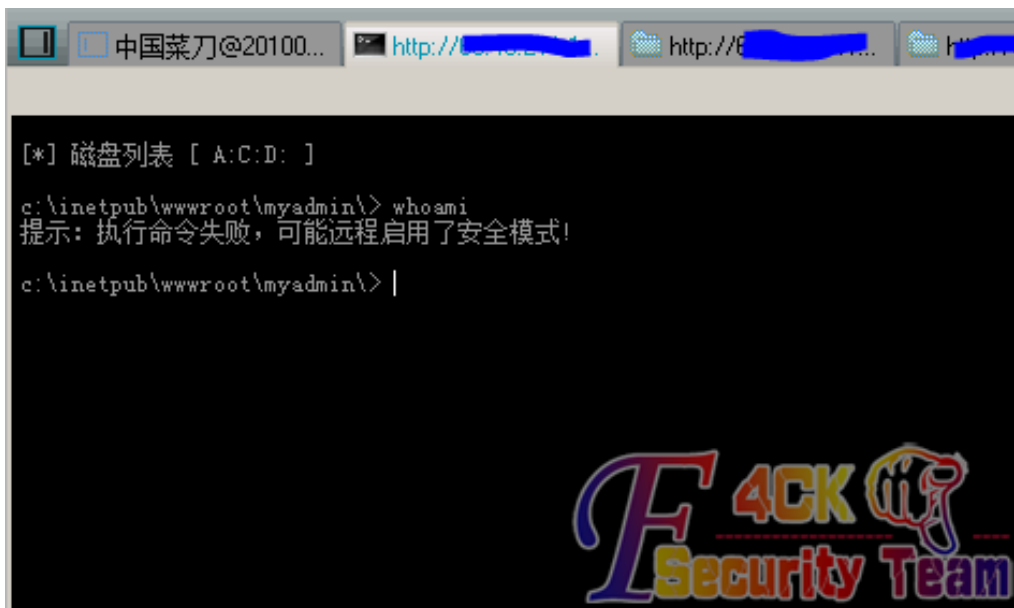 中国菜刀@20100...
http://
http://6
[*] 磁盘列表 [ A:C:D: ]
c:\inetpub\wwwroot\myadmin\> whoami
提示: 执行命令失败，可能远程启用了安全模式!
c:\inetpub\wwwroot\myadmin\>
F4CK
Security Team